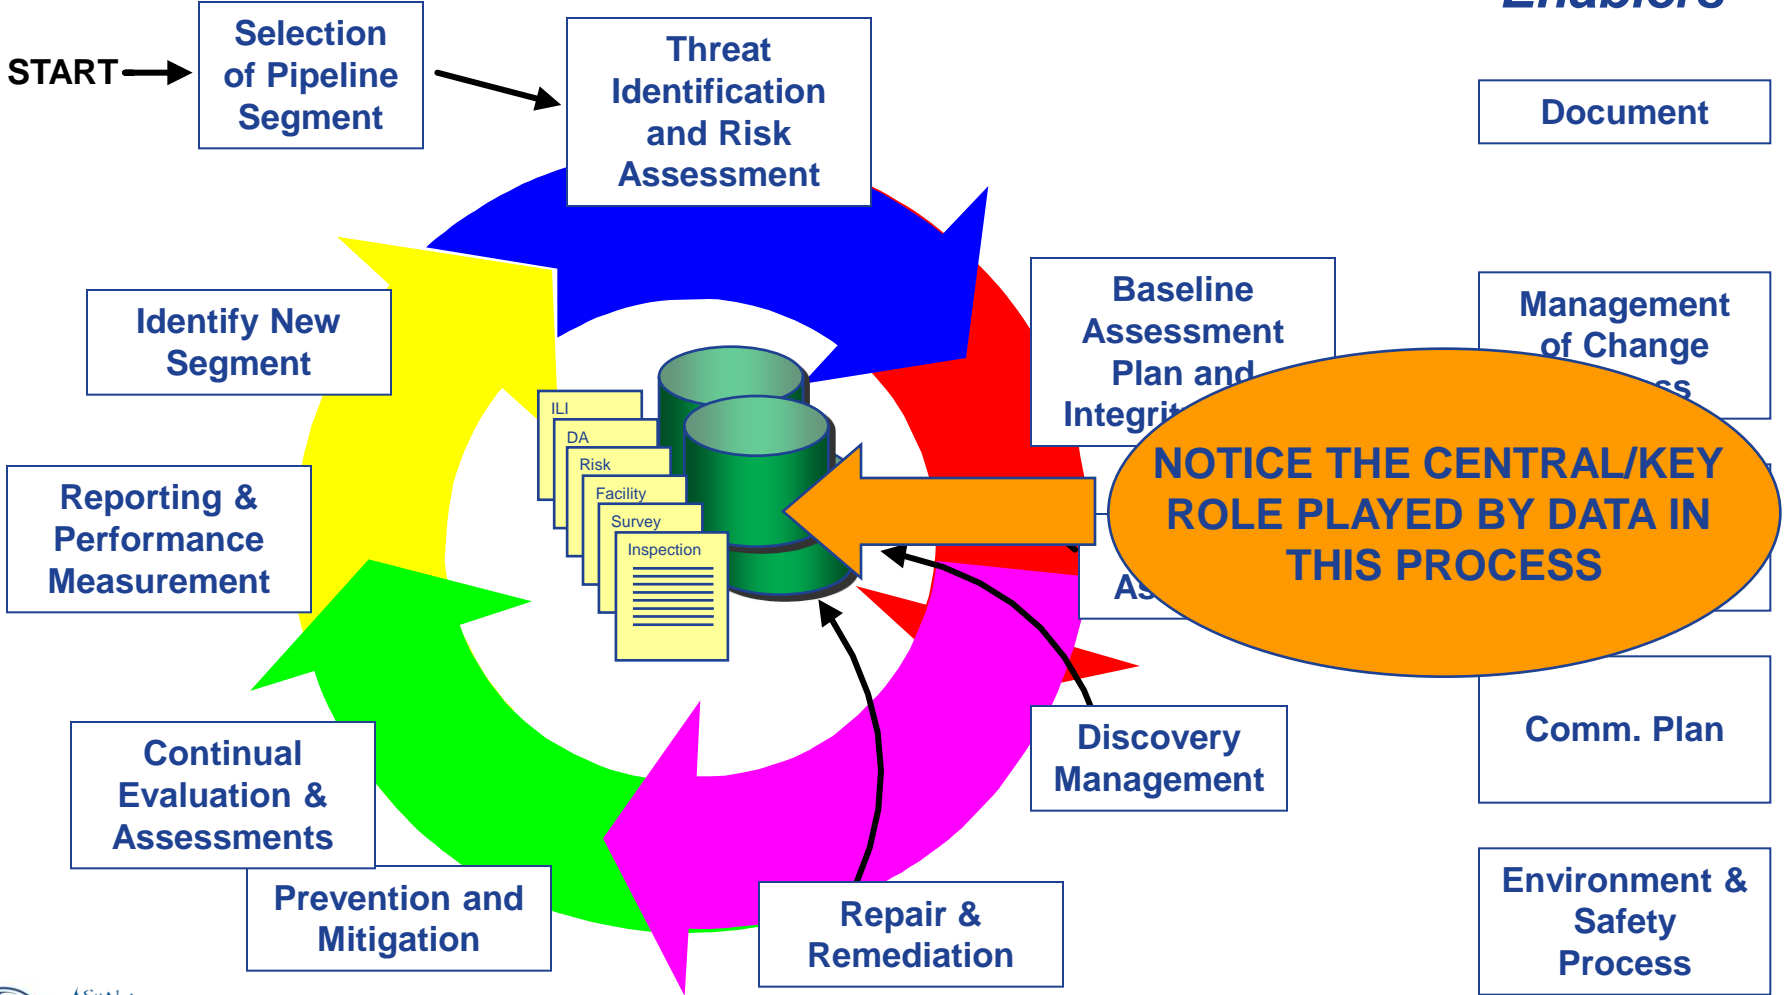 Enablers
START
Selection
of Pipeline
Segment
Threat
Identification
and Risk
Assessment
Document
Baseline
Assessment
Plan and
Management
of Change
Identify New
Segment
ILI
DA
Risk
Facility
Survey
Inspection
NOTICE THE CENTRAL/KEY
ROLE PLAYED BY DATA IN
THIS PROCESS
Reporting &
Performance
Measurement
Discovery
Management
Comm. Plan
Continual
Evaluation &
Assessments
Prevention and
Mitigation
Repair &
Remediation
Environment &
Safety
Process